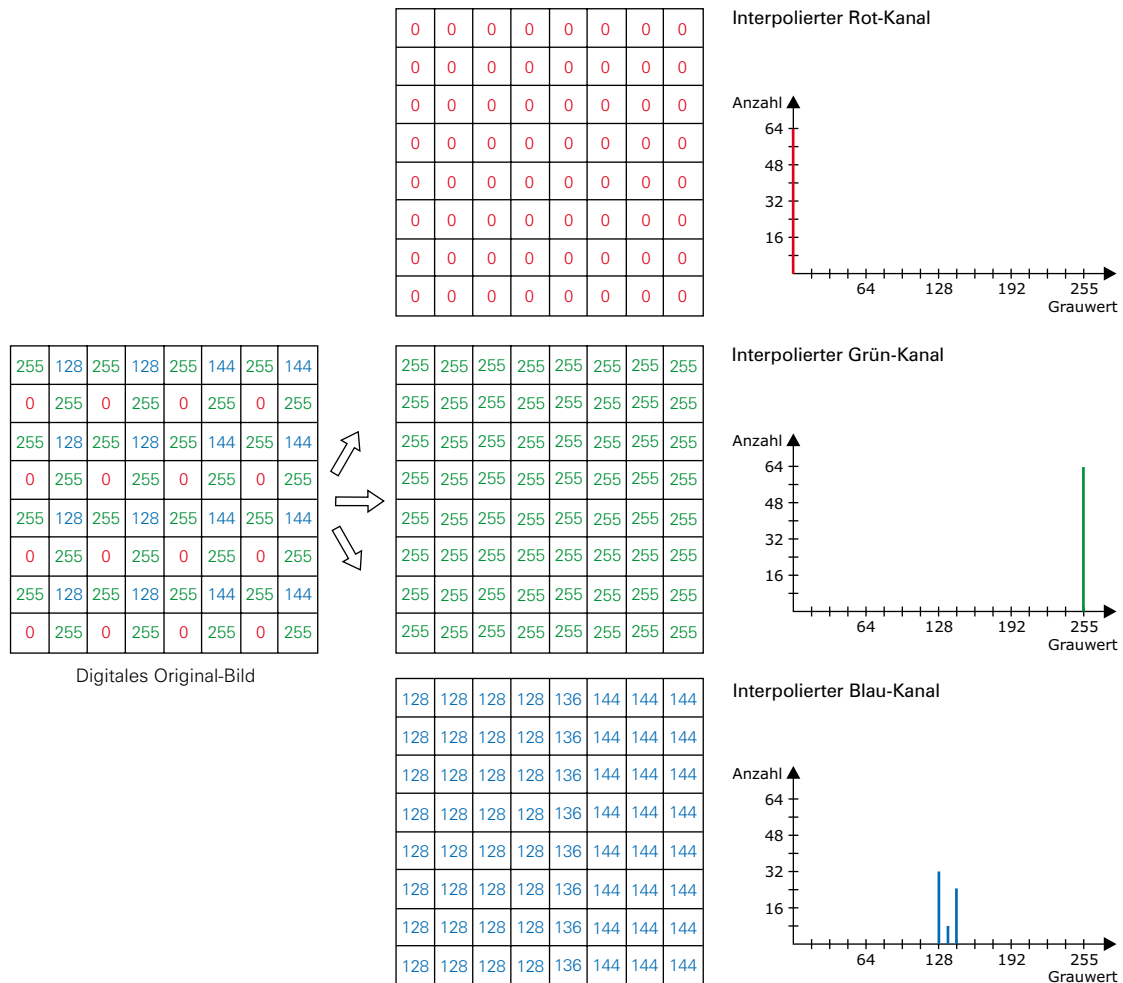 Interpolierter Rot-Kanal
0 0 0 0 0 0 0 0
0 0 0 0 0 0 0 0
0 0 0 0 0 0 0 0
0 0 0 0 0 0 0 0
0 0 0 0 0 0 0 0
0 0 0 0 0 0 0 0
0 0 0 0 0 0 0 0
0 0 0 0 0 0 0 0
Anzahl
64
48
32
16
64 128 192 255
Grauwert
255 128 255 128 255 144 255 144
0 255 0 255 0 255 0 255
255 128 255 128 255 144 255 144
0 255 0 255 0 255 0 255
255 128 255 128 255 144 255 144
0 255 0 255 0 255 0 255
255 128 255 128 255 144 255 144
0 255 0 255 0 255 0 255
Digitales Original-Bild
Interpolierter Grün-Kanal
255 255 255 255 255 255 255 255
255 255 255 255 255 255 255 255
255 255 255 255 255 255 255 255
255 255 255 255 255 255 255 255
255 255 255 255 255 255 255 255
255 255 255 255 255 255 255 255
255 255 255 255 255 255 255 255
255 255 255 255 255 255 255 255
Anzahl
64
48
32
16
64 128 192 255
Grauwert
Interpolierter Blau-Kanal
128 128 128 128 136 144 144 144
128 128 128 128 136 144 144 144
128 128 128 128 136 144 144 144
128 128 128 128 136 144 144 144
128 128 128 128 136 144 144 144
128 128 128 128 136 144 144 144
128 128 128 128 136 144 144 144
128 128 128 128 136 144 144 144
Anzahl
64
48
32
16
64 128 192 255
Grauwert